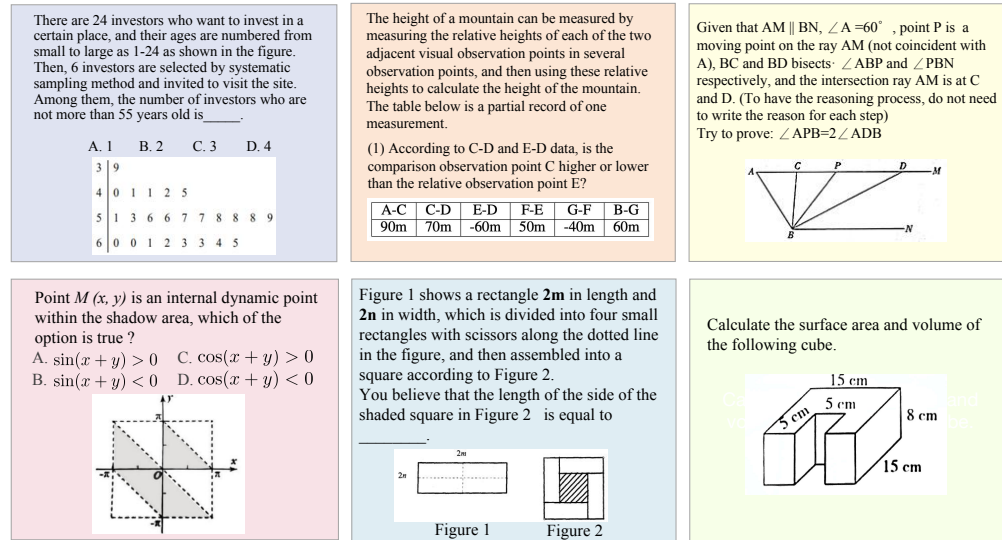 There are 24 investors who want to invest in a
certain place, and their ages are numbered from
small to large as 1-24 as shown in the figure.
Then, 6 investors are selected by systematic
sampling method and invited to visit the site.
Among them, the number of investors who are
not more than 55 years old is_____.
A. 1 B. 2 C. 3 D. 4
3 9
4 0 1 1 2 5
5 1 3 6 6 7 7 8 8 8 9
6 0 0 1 2 3 3 4 5
The height of a mountain can be measured by
measuring the relative heights of each of the two
adjacent visual observation points in several
observation points, and then using these relative
heights to calculate the height of the mountain.
The table below is a partial record of one
measurement.
(1) According to C-D and E-D data, is the
comparison observation point C higher or lower
than the relative observation point E?
A-C C-D E-D F-E G-F B-G
90m 70m -60m 50m -40m 60m
Given that AM ∥ BN, ∠A =60° , point P is a
moving point on the ray AM (not coincident with
A), BC and BD bisects· ∠ABP and ∠PBN
respectively, and the intersection ray AM is at C
and D. (To have the reasoning process, do not need
to write the reason for each step)
Try to prove: ∠APB=2∠ADB
A C P D M
B N
Point M (x, y) is an internal dynamic point
within the shadow area, which of the
option is true ?
A. sin(x + y) > 0 C. cos(x + y) > 0
B. sin(x + y) < 0 D. cos(x + y) < 0
y
π
-π O π x
-π
Figure 1 shows a rectangle 2m in length and
2n in width, which is divided into four small
rectangles with scissors along the dotted line
in the figure, and then assembled into a
square according to Figure 2.
You believe that the length of the side of the
shaded square in Figure 2 is equal to
________.
2m
2n
Figure 1 Figure 2
Calculate the surface area and volume of
the following cube.
15 cm
5 cm 5 cm
8 cm
15 cm